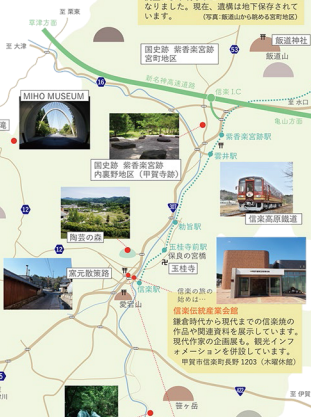 なりました。現在、遺構は地下保存されて
います。
(写真:飯道山から眺める宮町地区)
至 栗東
草津方面
至 大津
国史跡 紫香楽宮跡
宮町地区
53
飯道神社
飯道山
16
新名神高速道路
信楽IC
至 水口
亀山方面
MIHO MUSEUM
滝
紫香楽宮跡駅
雲井駅
国史跡 紫香楽宮跡
内裏野地区(甲賀寺跡)
信楽高原鐵道
307
12
勅旨駅
陶芸の森
12
玉桂寺前駅
保良の宮橋
玉桂寺
窯元散策路
信楽駅
愛宕山
信楽の旅の
始めは…
信楽伝統産業会館
鎌倉時代から現代までの信楽焼の
作品や関連資料を展示しています。
現代作家の企画展も。観光インフ
ォメーションを併設しています。
甲賀市信楽町長野 1203(木曜休館)
5
422
至 伊賀
笹ヶ岳